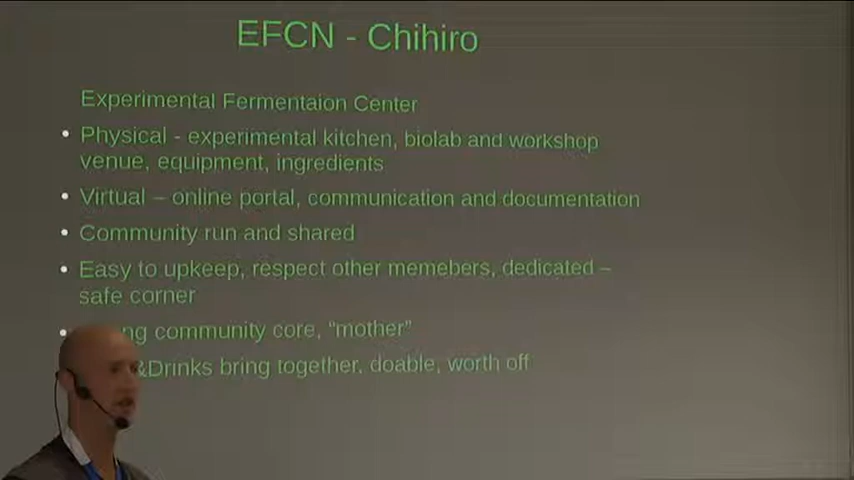 EFCN - Chihiro
Experimental Fermentaion Center
• Physical - experimental kitchen, biolab and workshop
venue, equipment, ingredients
• Virtual – online portal, communication and documentation
• Community run and shared
• Easy to upkeep, respect other memebers, dedicated –
safe corner
• community core, "mother"
• &Drinks bring together, doable, worth off